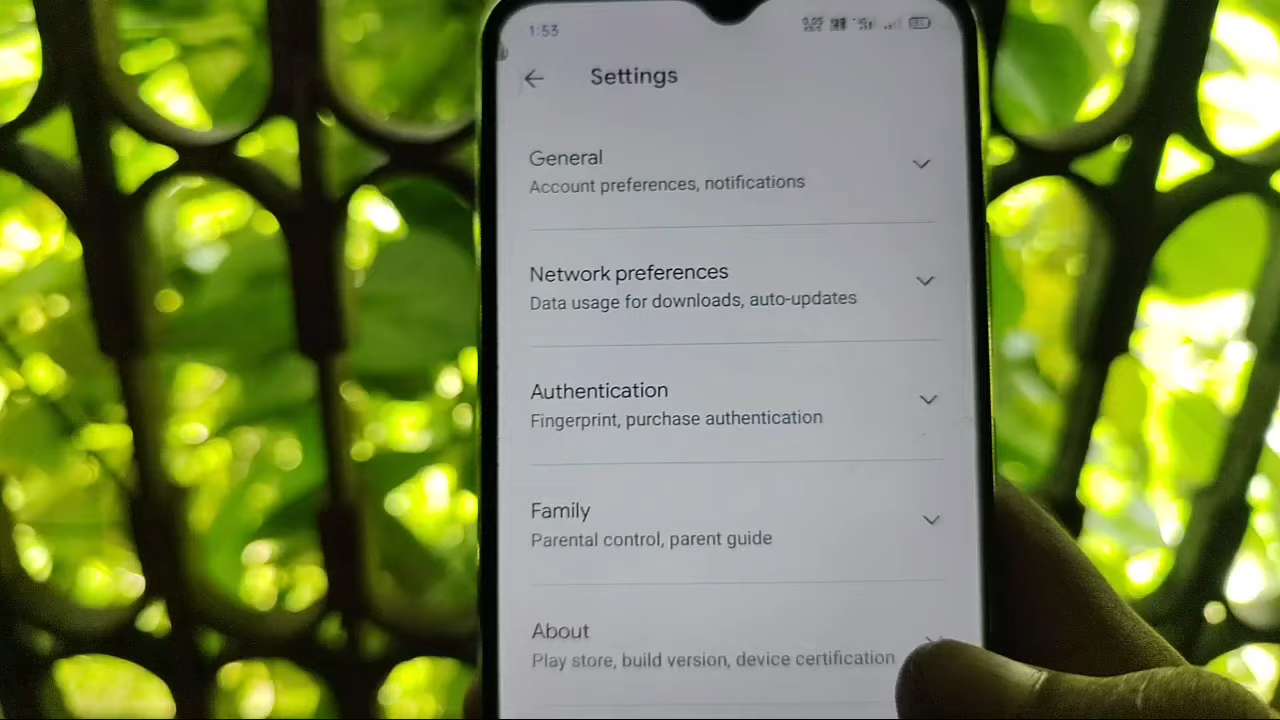 1:53
Settings
General
Account preferences, notifications
Network preferences
Data usage for downloads, auto-updates
Authentication
Fingerprint, purchase authentication
Family
Parental control, parent guide
About
Play store, build version, device certification